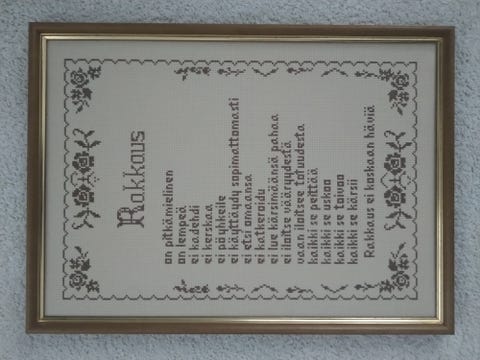 Rakkaus
on pitkämielinen
on lempeä
ei kadehdi
ei kerskaa
ei pöyhkeile
ei käyttäydy sopimattomasti
ei etsi omaansa
ei katkeroidu
ei lue kärsimäänsä pahaa
ei iloitse vääryydestä
vaan iloitsee totuudesta
kaikki se peittää
kaikki se uskoo
kaikki se toivoo
kaikki se kärsii
Rakkaus ei koskaan häviä